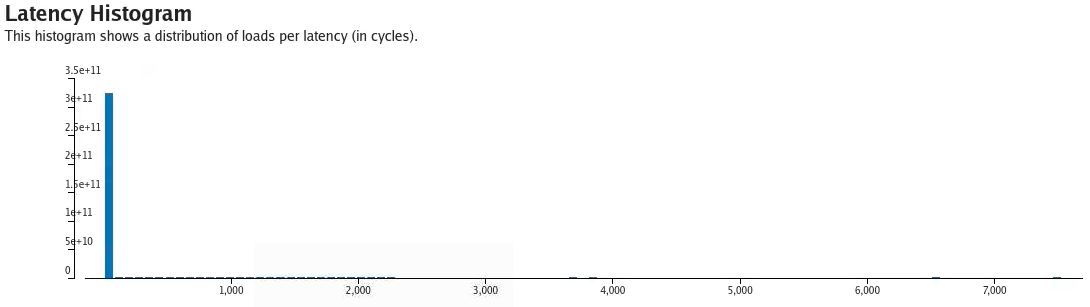 Latency Histogram
This histogram shows a distribution of loads per latency (in cycles).
3.5e+11
3e+11
2.5e+11
2e+11
1.5e+11
1e+11
5e+10
0
1,000 2,000 3,000 4,000 5,000 6,000 7,000